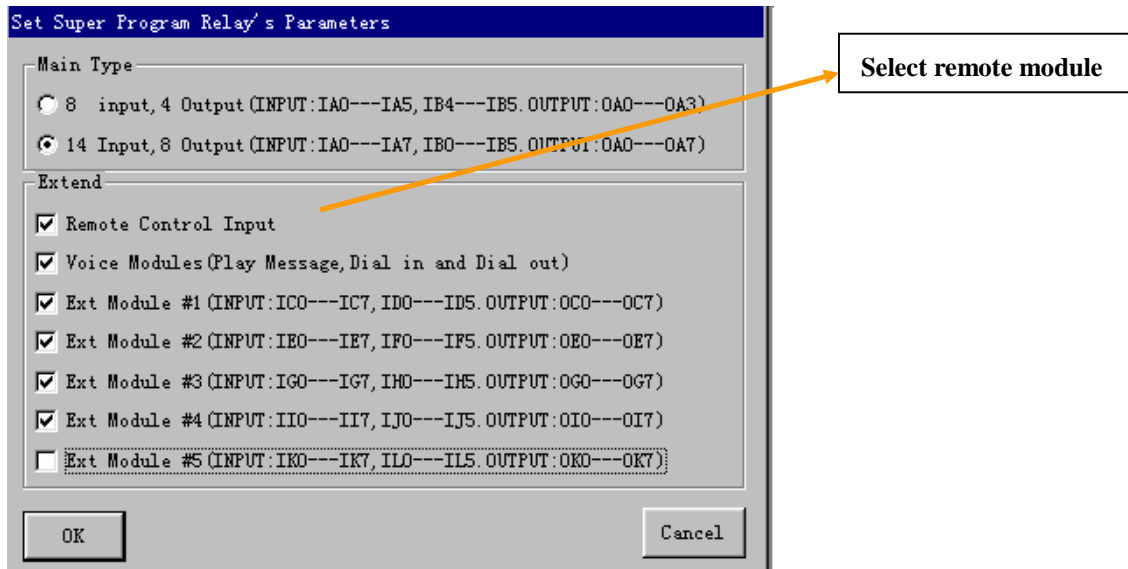 Set Super Program Relay's Parameters
Main Type
8 input, 4 Output(INPUT:IA0---IA5, IB4---IB5. OUTPUT:OA0---OA3)
14 Input, 8 Output(INPUT:IA0---IA7, IB0---IB5. OUTPUT:OA0---OA7)
Extend
Remote Control Input
Voice Modules(Play Message, Dial in and Dial out)
Ext Module #1(INPUT:IC0---IC7, ID0---ID5. OUTPUT:OC0---OC7)
Ext Module #2(INPUT:IE0---IE7, IF0---IF5. OUTPUT:OE0---OE7)
Ext Module #3(INPUT:IG0---IG7, IH0---IH5. OUTPUT:OG0---OG7)
Ext Module #4(INPUT:II0---II7, IJ0---IJ5. OUTPUT:OI0---OI7)
Ext Module #5(INPUT:IK0---IK7, IL0---IL5. OUTPUT:OK0---OK7)
OK
Cancel
Select remote module